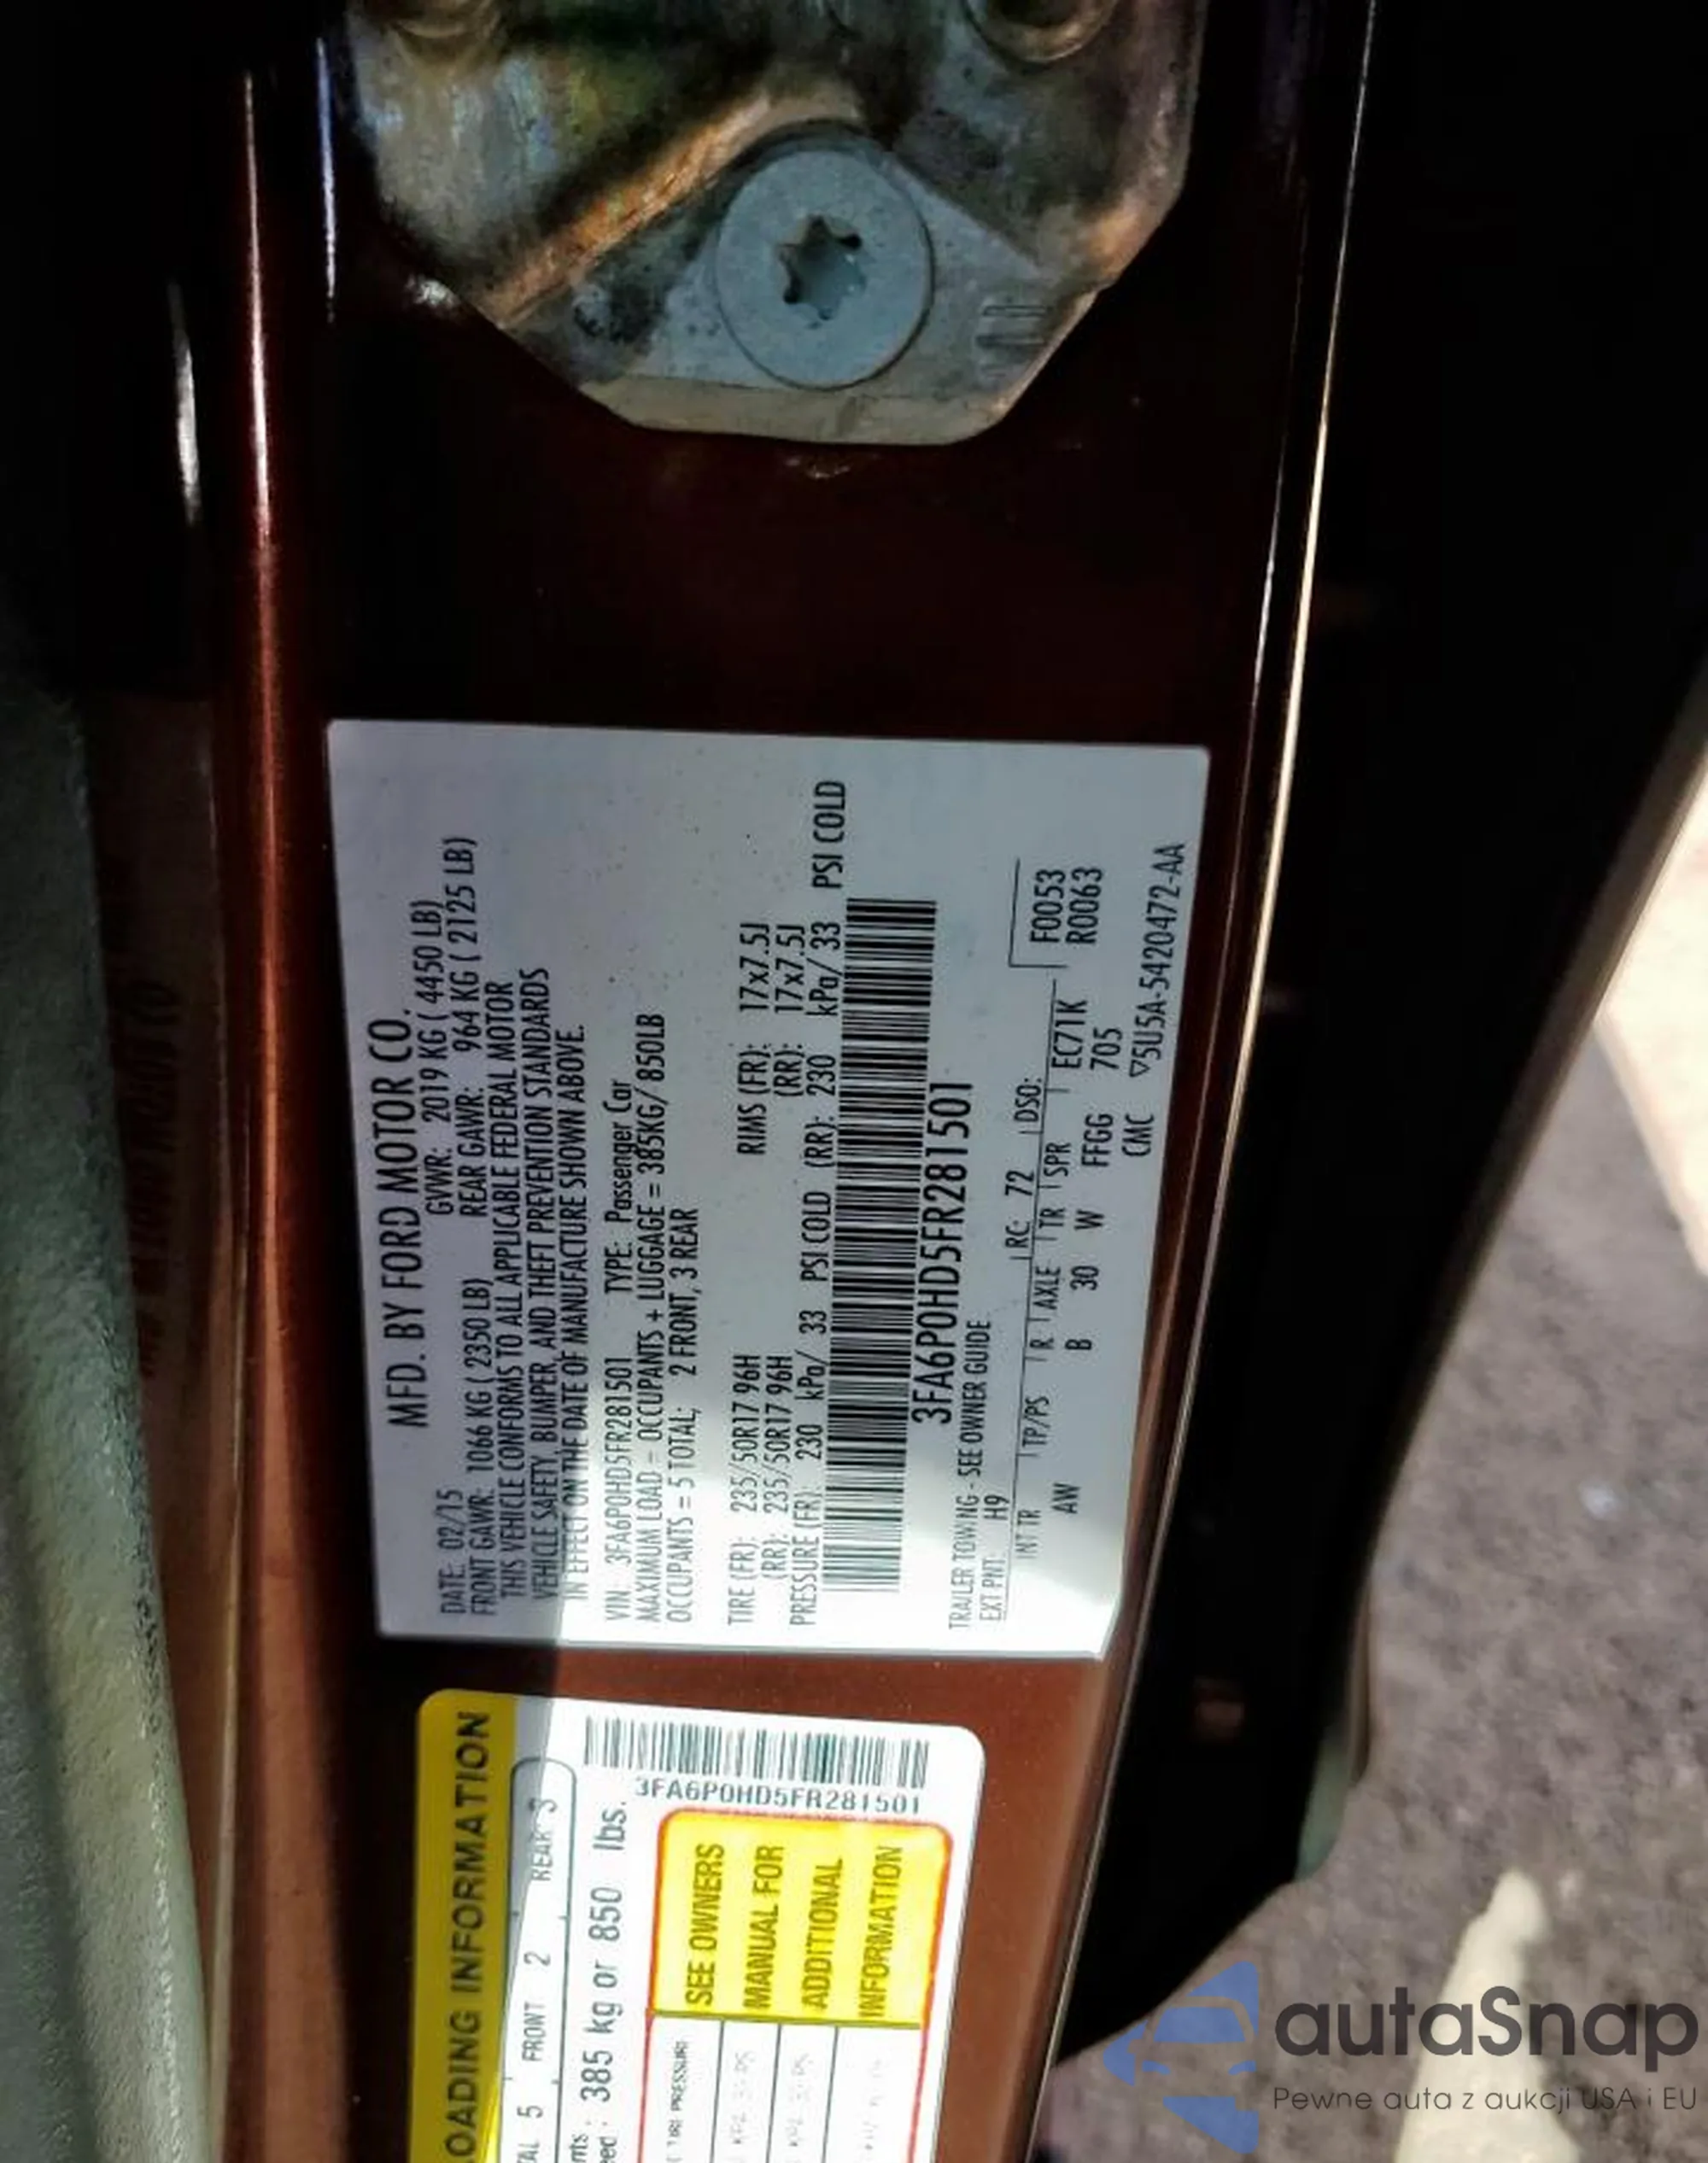 MFD. BY FORD MOTOR CO.
DATE: 02/15 GVWR: 2019 KG ( 4450 LB)
FRONT GAWR: 1066 KG ( 2350 LB) REAR GAWR: 964 KG ( 2125 LB)
THIS VEHICLE CONFORMS TO ALL APPLICABLE FEDERAL MOTOR
VEHICLE SAFETY, BUMPER, AND THEFT PREVENTION STANDARDS
IN EFFECT ON THE DATE OF MANUFACTURE SHOWN ABOVE.
VIN: 3FA6P0HD5FR281501 TYPE: Passenger Car
MAXIMUM LOAD = OCCUPANTS + LUGGAGE = 385KG/ 850LB
OCCUPANTS = 5 TOTAL; 2 FRONT, 3 REAR
TIRE (FR): 235/50R17 96H RIMS (FR): 17x7.5J
(RR): 235/50R17 96H (RR): 17x7.5J
PRESSURE (FR): 230 kPa/ 33 PSI COLD (RR): 230 kPa/ 33 PSI COLD
3FA6P0HD5FR281501
TRAILER TOWING - SEE OWNER GUIDE
EXT PNT: H9 RC: 72 DSO: F0053
INT TR TP/PS R AXLE TR SPR EC71K R0063
AW B 30 W FFGG 705
CMC ▽5U5A-5420472-AA
OADING INFORMATION
5 FRONT 2 REAR 3
385 kg or 850 lbs.
3FA6P0HD5FR281501
SEE OWNERS
MANUAL FOR
ADDITIONAL
INFORMATION
autaSnap
Pewne auta z aukcji USA i EU